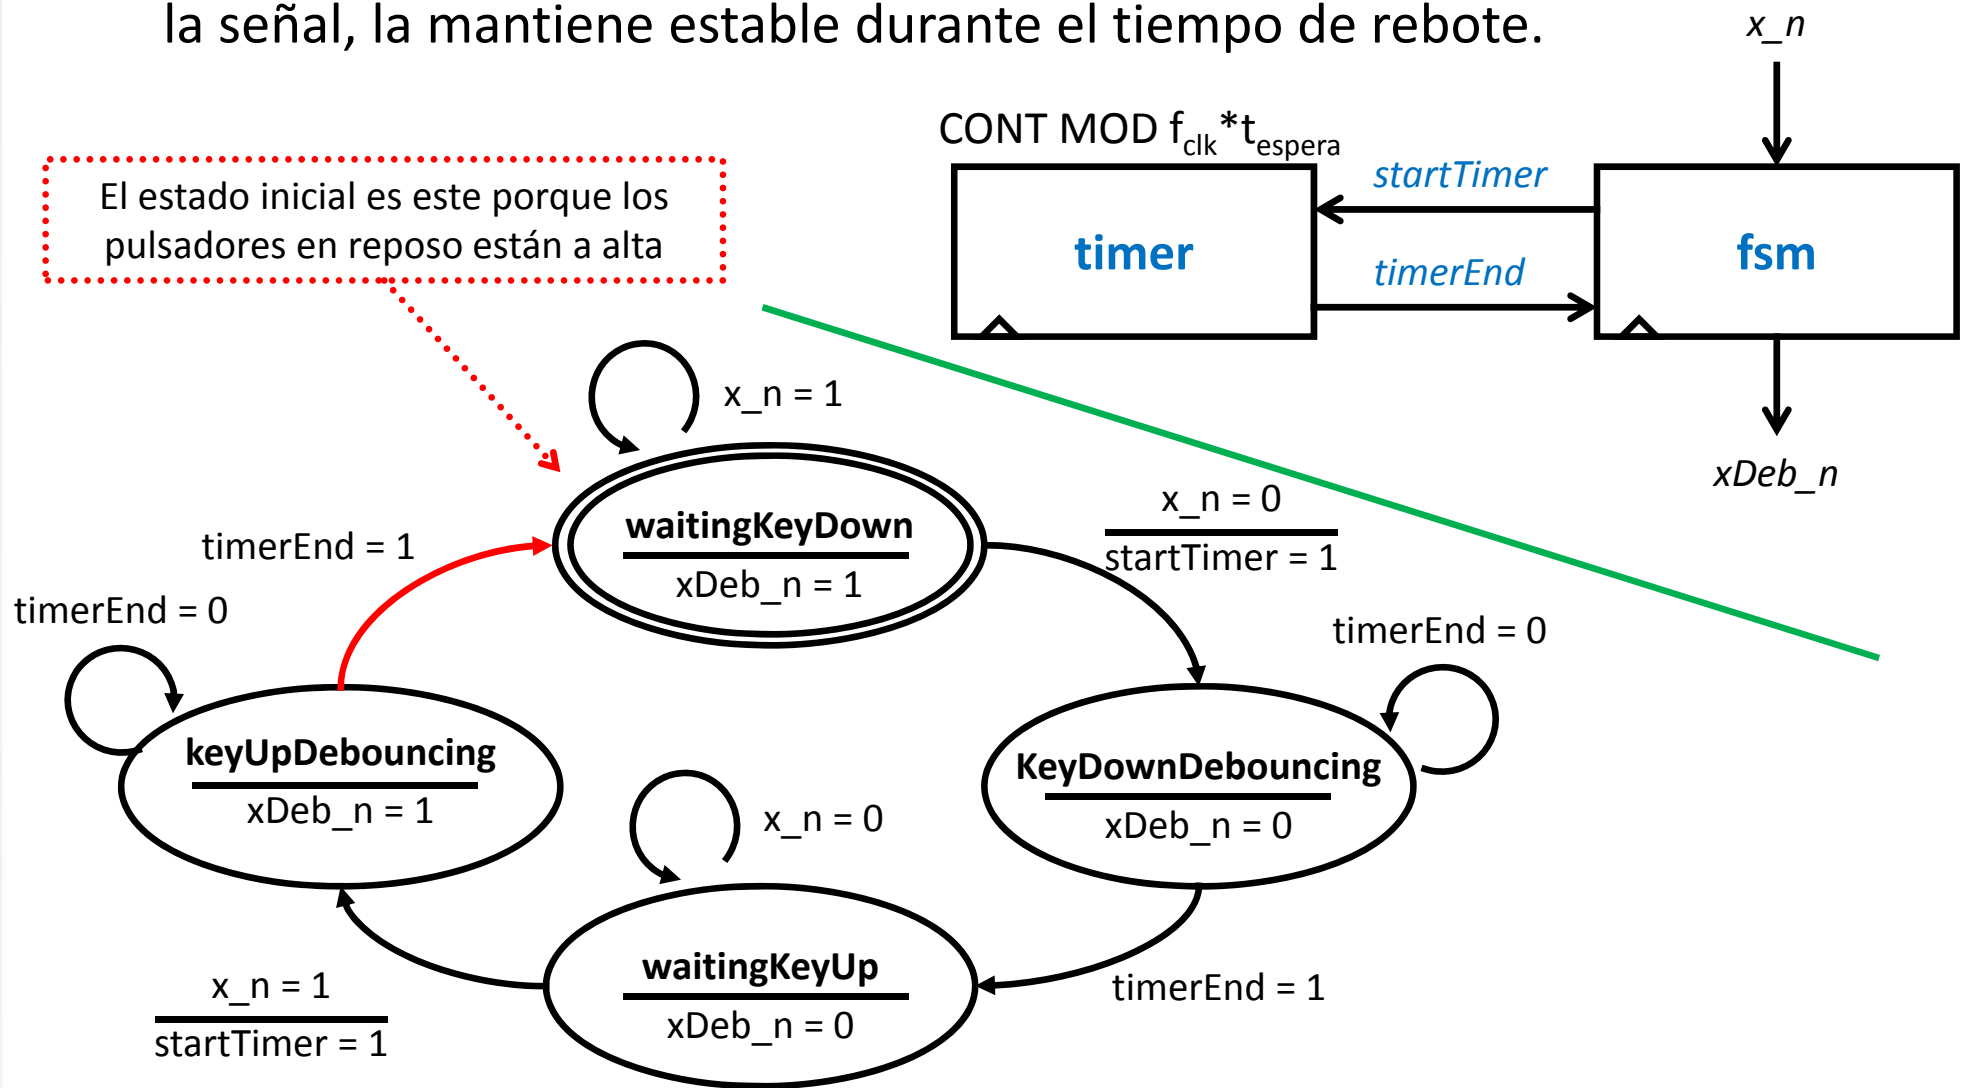 la señal, la mantiene estable durante el tiempo de rebote.
x_n
CONT MOD fclk*tespera
El estado inicial es este porque los
pulsadores en reposo están a alta
startTimer
timer
fsm
timerEnd
x_n = 1
xDeb_n
x_n = 0
startTimer = 1
waitingKeyDown
xDeb_n = 1
timerEnd = 1
timerEnd = 0
timerEnd = 0
keyUpDebouncing
xDeb_n = 1
KeyDownDebouncing
xDeb_n = 0
x_n = 0
waitingKeyUp
xDeb_n = 0
timerEnd = 1
x_n = 1
startTimer = 1